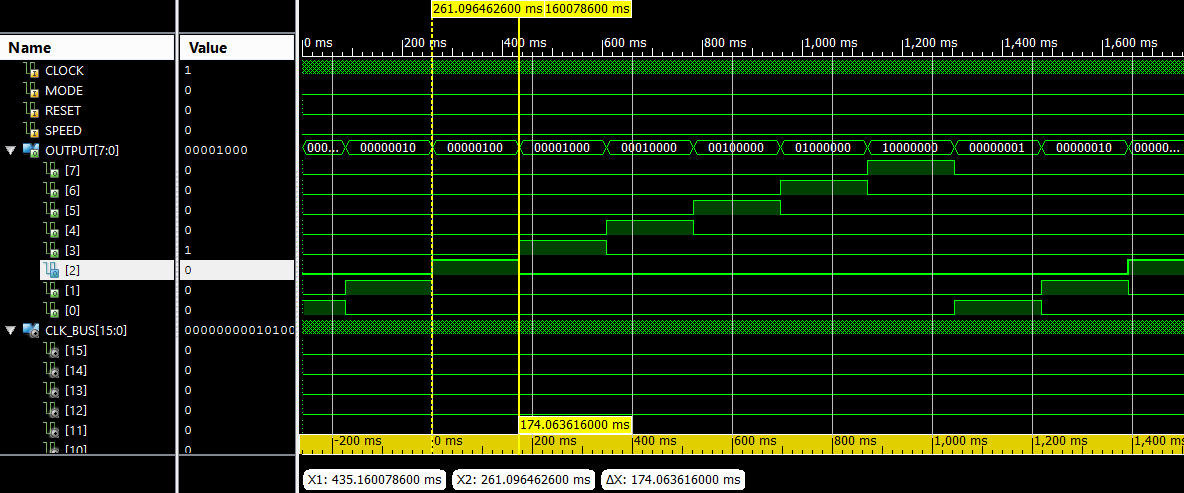 261.096462600 ms 160078600 ms
Name Value
0 ms 200 ms 400 ms 600 ms 800 ms 1,000 ms 1,200 ms 1,400 ms 1,600 ms
CLOCK 1
MODE 0
RESET 0
SPEED 0
OUTPUT[7:0] 00001000 000... 00000010 00000100 00001000 00010000 00100000 01000000 10000000 00000001 00000010 00000...
[7] 0
[6] 0
[5] 0
[4] 0
[3] 1
[2] 0
[1] 0
[0] 0
CLK_BUS[15:0] 00000000010100
[15] 0
[14] 0
[13] 0
[12] 0
[11] 0 174.063616000 ms
[10] 0 -200 ms 0 ms 200 ms 400 ms 600 ms 800 ms 1,000 ms 1,200 ms 1,400 ms
X1: 435.160078600 ms X2: 261.096462600 ms ΔX: 174.063616000 ms